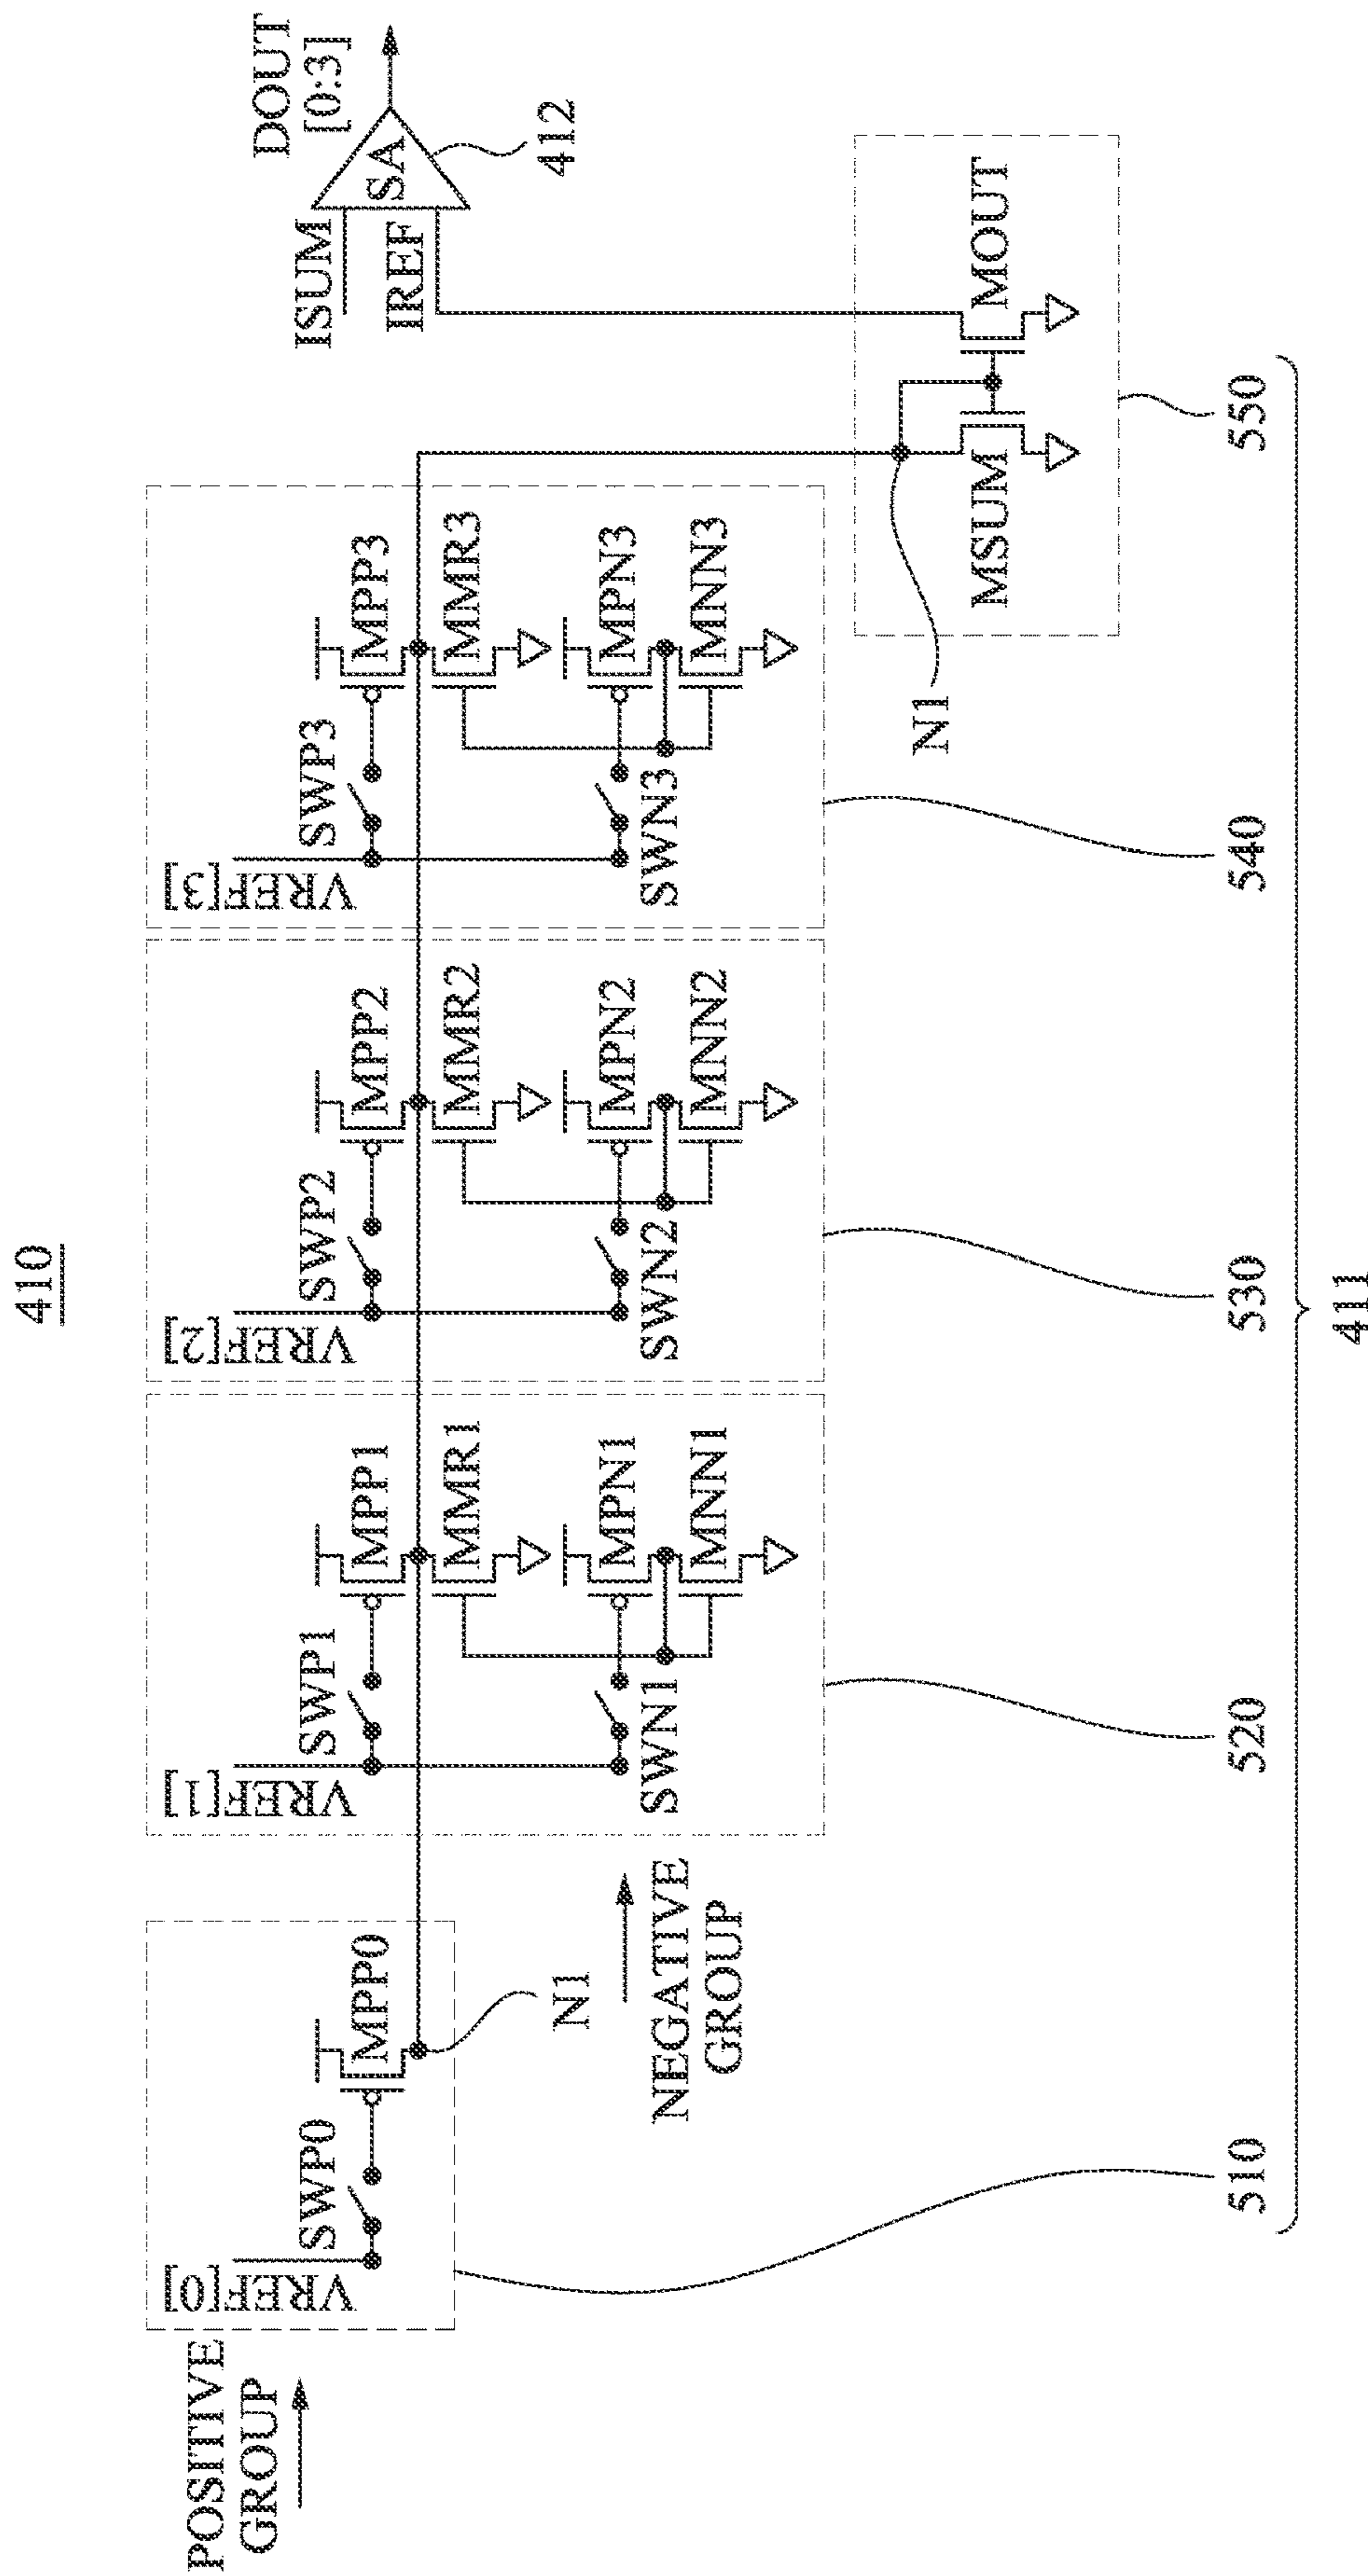 410
POSITIVE
GROUP
VREF[0]
SWP0
MPP0
N1
NEGATIVE
GROUP
VREF[1]
SWP1
MPP1
MMR1
SWN1
MPN1
MNN1
VREF[2]
SWP2
MPP2
MMR2
SWN2
MPN2
MNN2
VREF[3]
SWP3
MPP3
MMR3
SWN3
MPN3
MNN3
ISUM
IREF
SA
DOUT
[0:3]
412
N1
MSUM
MOUT
510
520
530
540
550
411